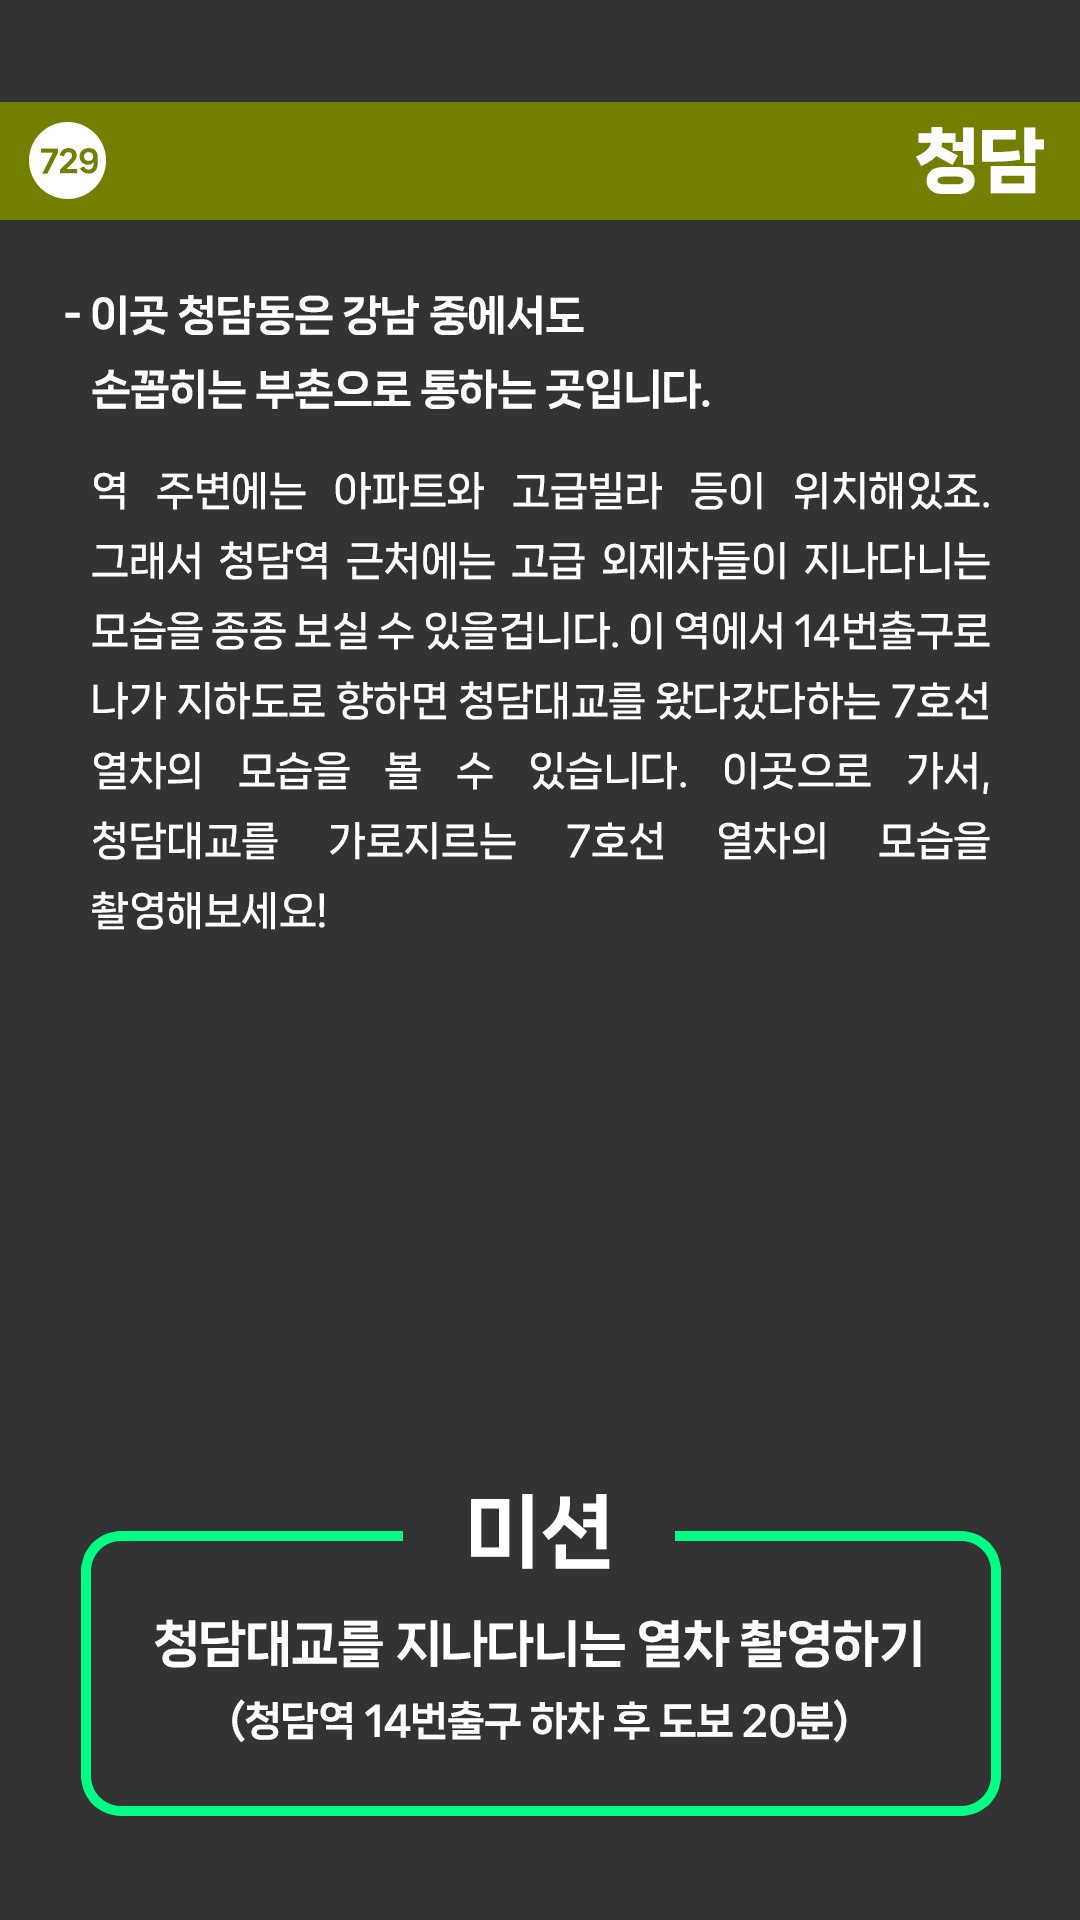 729
청담
- 이곳 청담동은 강남 중에서도
손꼽히는 부촌으로 통하는 곳입니다.
역 주변에는 아파트와 고급빌라 등이 위치해있죠.
그래서 청담역 근처에는 고급 외제차들이 지나다니는
모습을 종종 보실 수 있을겁니다. 이 역에서 14번출구로
나가 지하도로 향하면 청담대교를 왔다갔다하는 7호선
열차의 모습을 볼 수 있습니다. 이곳으로 가서,
청담대교를 가로지르는 7호선 열차의 모습을
촬영해보세요!
미션
청담대교를 지나다니는 열차 촬영하기
(청담역 14번출구 하차 후 도보 20분)